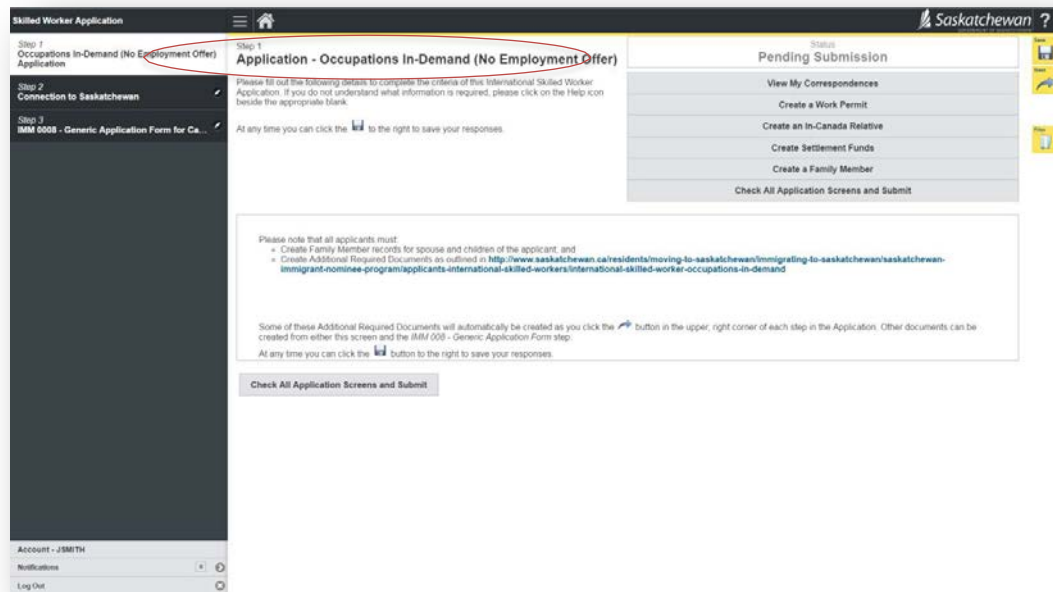 Skilled Worker Application
Saskatchewan ?
Step 1
Occupations In-Demand (No Employment Offer)
Application
Step 2
Connection to Saskatchewan
Step 3
IMM 0008 - Generic Application Form for Ca...
Step 1
Application - Occupations In-Demand (No Employment Offer)
Please fill out the following details to complete the criteria of this International Skilled Worker
Application. If you do not understand what information is required, please click on the Help icon
beside the appropriate blank.
At any time you can click the to the right to save your responses.
Status
Pending Submission
View My Correspondences
Create a Work Permit
Create an In-Canada Relative
Create Settlement Funds
Create a Family Member
Check All Application Screens and Submit
Save
Next
Print
Please note that all applicants must:
Create Family Member records for spouse and children of the applicant, and
Create Additional Required Documents as outlined in http://www.saskatchewan.ca/residents/moving-to-saskatchewan/immigrating-to-saskatchewan/saskatchewan-
immigrant-nominee-program/applicants-international-skilled-workers/international-skilled-worker-occupations-in-demand
Some of these Additional Required Documents will automatically be created as you click the button in the upper, right corner of each step in the Application. Other documents can be
created from either this screen and the IMM 008 - Generic Application Form step.
At any time you can click the button to the right to save your responses.
Check All Application Screens and Submit
Account - JSMITH
Notifications
Log Out